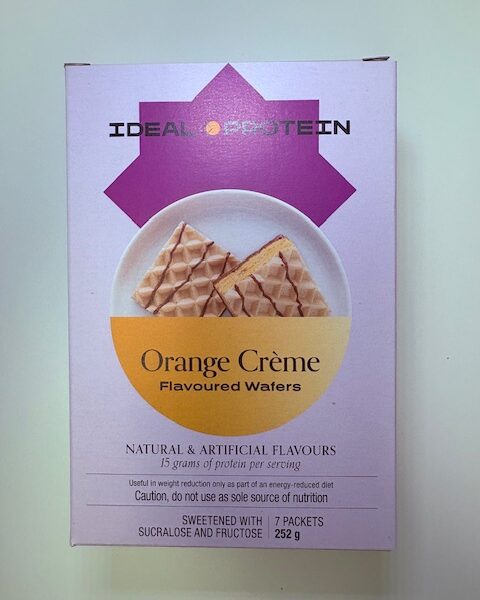 IDEAL PROTEIN
Orange Crème
Flavoured Wafers
NATURAL & ARTIFICIAL FLAVOURS
15 grams of protein per serving
Useful in weight reduction only as part of an energy-reduced diet
Caution, do not use as sole source of nutrition
SWEETENED WITH
SUCRALOSE AND FRUCTOSE
7 PACKETS
252 g